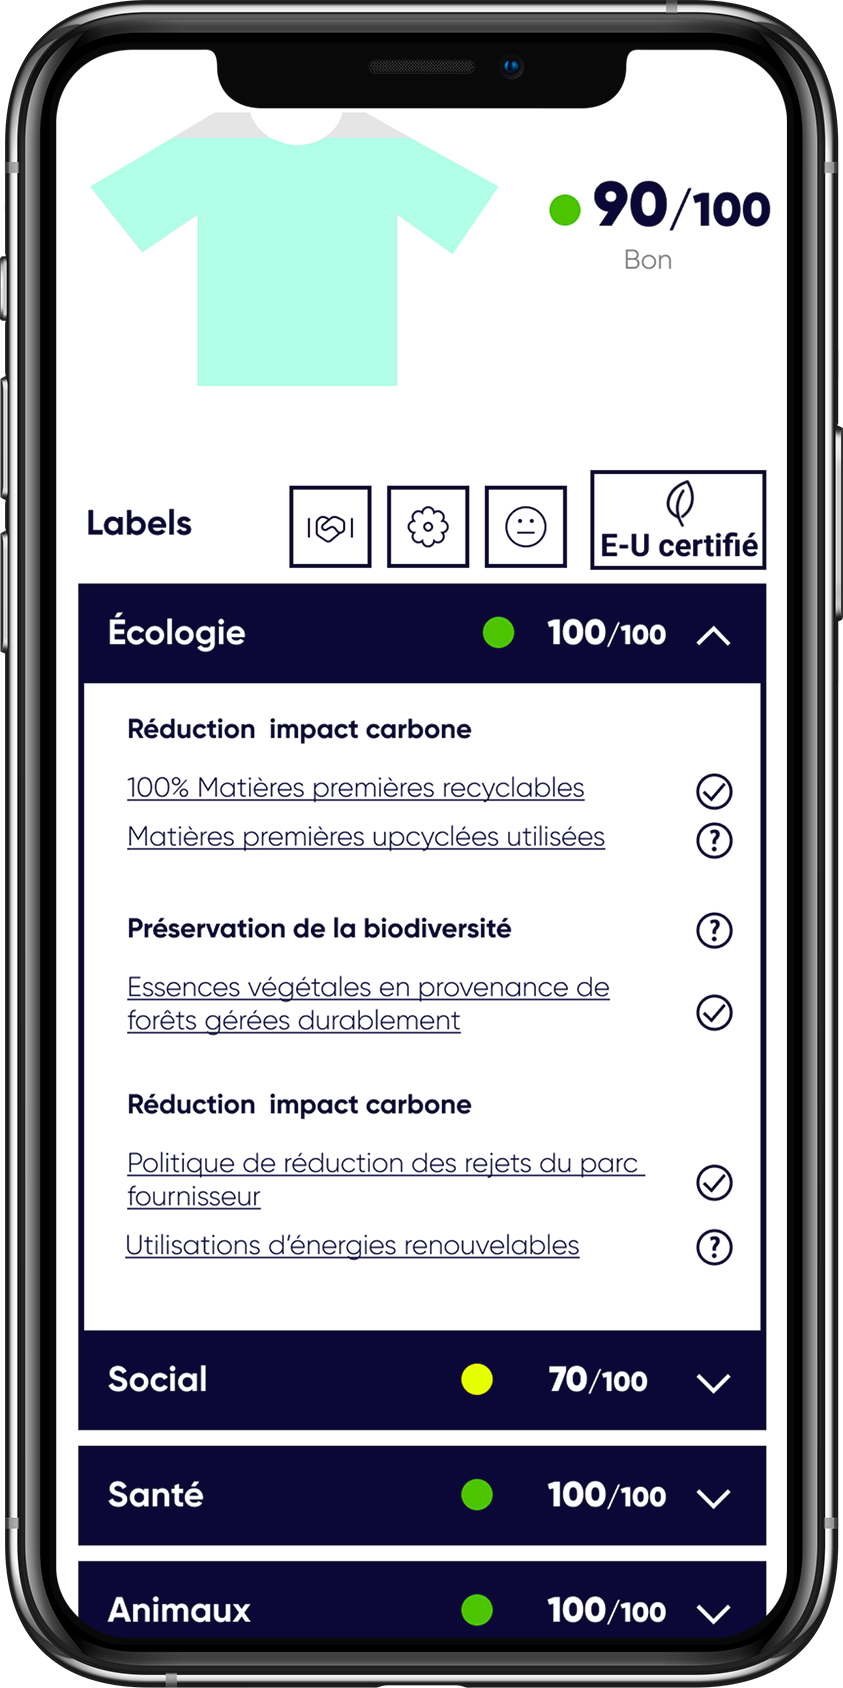 90/100
Bon
Labels
E-U certifié
Écologie 100/100
Réduction impact carbone
100% Matières premières recyclables
Matières premières upcyclées utilisées ?
Préservation de la biodiversité ?
Essences végétales en provenance de
forêts gérées durablement
Réduction impact carbone
Politique de réduction des rejets du parc
fournisseur
Utilisations d’énergies renouvelables ?
Social 70/100
Santé 100/100
Animaux 100/100